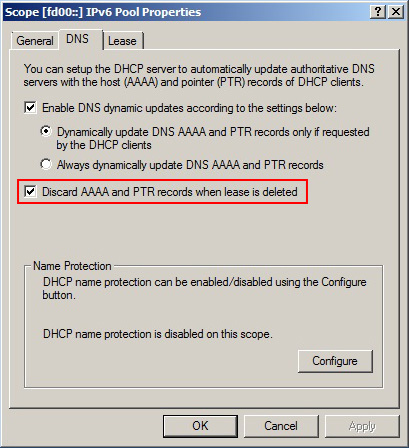 Scope [fd00::] IPv6 Pool Properties
General
DNS
Lease
You can setup the DHCP server to automatically update authoritative DNS
servers with the host (AAAA) and pointer (PTR) records of DHCP clients.
Enable DNS dynamic updates according to the settings below:
Dynamically update DNS AAAA and PTR records only if requested
by the DHCP clients
Always dynamically update DNS AAAA and PTR records
Discard AAAA and PTR records when lease is deleted
Name Protection
DHCP name protection can be enabled/disabled using the Configure
button.
DHCP name protection is disabled on this scope.
Configure
OK
Cancel
Apply